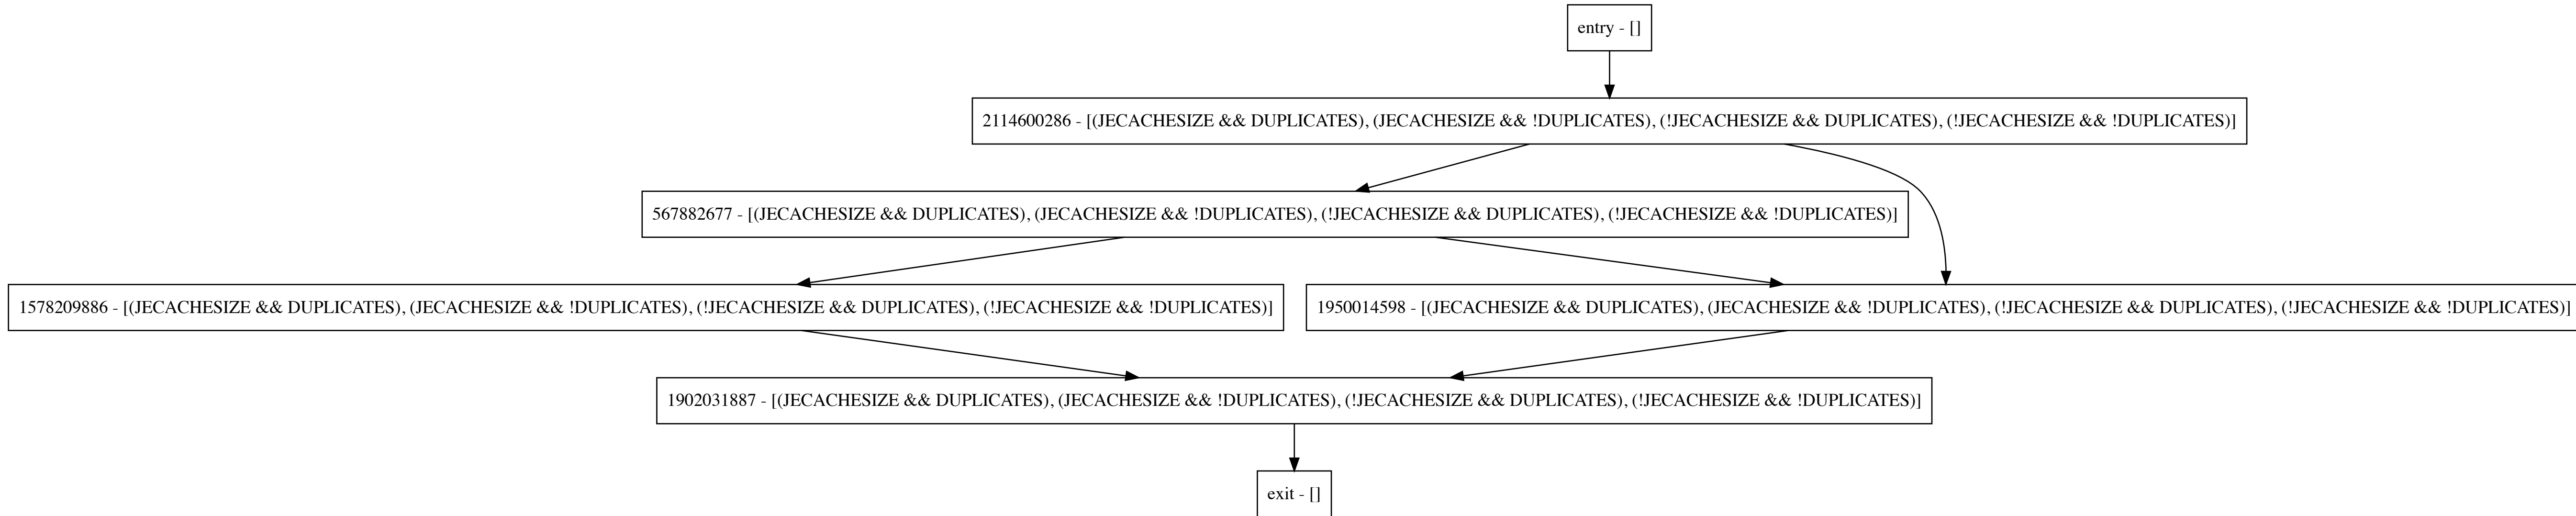 entry - []
2114600286 - [(JECACHESIZE && DUPLICATES), (JECACHESIZE && !DUPLICATES), (!JECACHESIZE && DUPLICATES), (!JECACHESIZE && !DUPLICATES)]
567882677 - [(JECACHESIZE && DUPLICATES), (JECACHESIZE && !DUPLICATES), (!JECACHESIZE && DUPLICATES), (!JECACHESIZE && !DUPLICATES)]
1578209886 - [(JECACHESIZE && DUPLICATES), (JECACHESIZE && !DUPLICATES), (!JECACHESIZE && DUPLICATES), (!JECACHESIZE && !DUPLICATES)]
1950014598 - [(JECACHESIZE && DUPLICATES), (JECACHESIZE && !DUPLICATES), (!JECACHESIZE && DUPLICATES), (!JECACHESIZE && !DUPLICATES)]
1902031887 - [(JECACHESIZE && DUPLICATES), (JECACHESIZE && !DUPLICATES), (!JECACHESIZE && DUPLICATES), (!JECACHESIZE && !DUPLICATES)]
exit - []